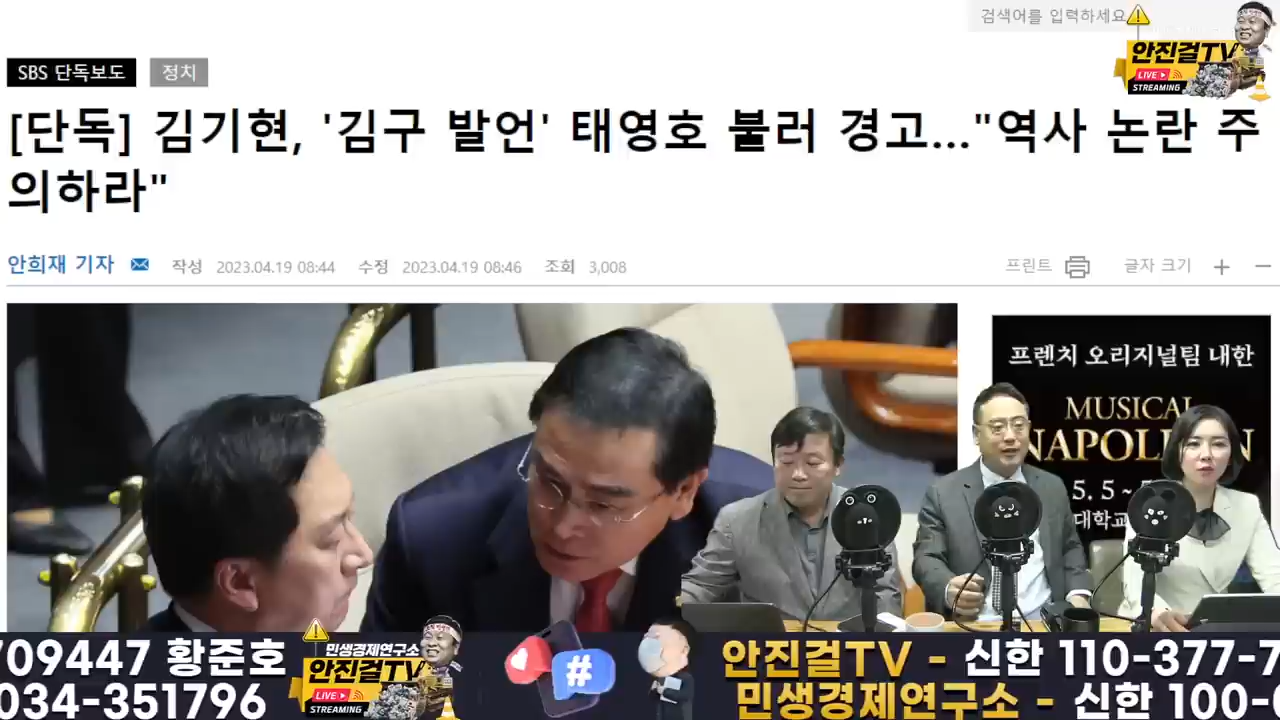 검색어를 입력하세요
안진걸TV
LIVE
STREAMING
SBS 단독보도
정치
[단독] 김기현, '김구 발언' 태영호 불러 경고..."역사 논란 주
의하라"
안희재 기자 작성 2023.04.19 08:44 수정 2023.04.19 08:46 조회 3,008
프린트 글자 크기
프렌치 오리지널팀 내한
MUSICAL
NAPOL
N
5. 5 ~
대학교
709447 황준호
034-351796
민생경제연구소
안진걸TV
LIVE
STREAMING
#
안진걸TV - 신한 110-377-7
민생경제연구소 - 신한 100-